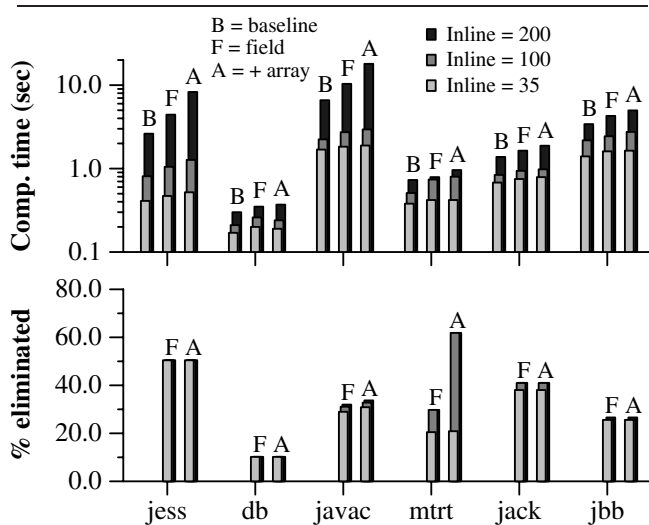 B = baseline
F = field
A = + array
Inline = 200
Inline = 100
Inline = 35
Comp. time (sec)
10.0
1.0
0.1
B F A
B F A
B F A
B F A
B F A
B F A
% eliminated
80.0
60.0
40.0
20.0
0.0
F A
F A
F A
F A
F A
F A
jess db javac mtrt jack jbb